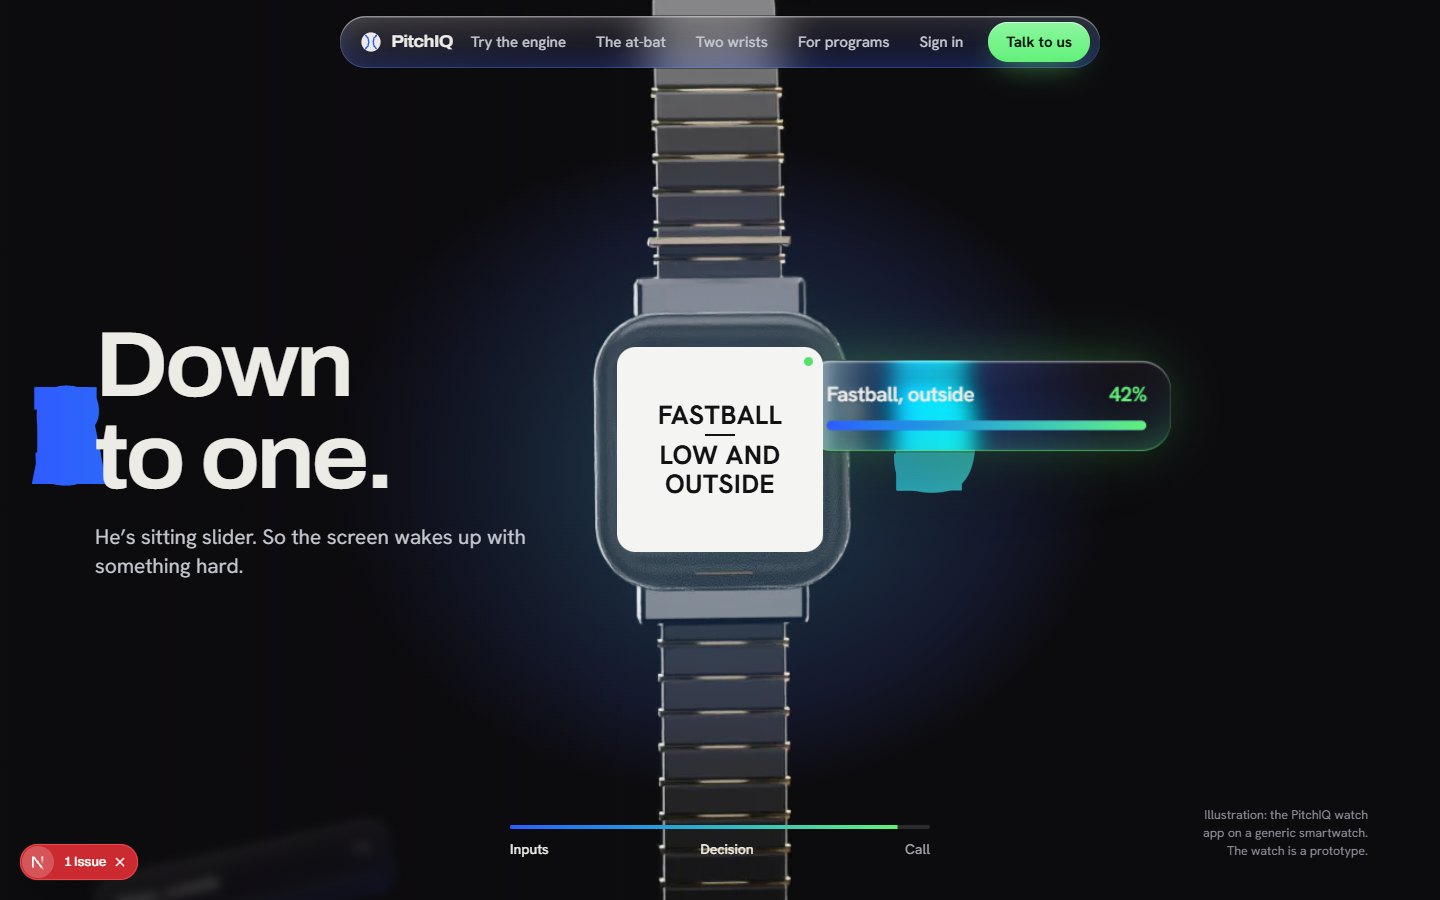 PitchIQ Try the engine The at-bat Two wrists For programs Sign in Talk to us
Down
to one.
He's sitting slider. So the screen wakes up with
something hard.
FASTBALL
LOW AND
OUTSIDE
Fastball, outside 42%
Inputs Decision Call
Illustration: the PitchIQ watch
app on a generic smartwatch.
The watch is a prototype.
N 1 Issue